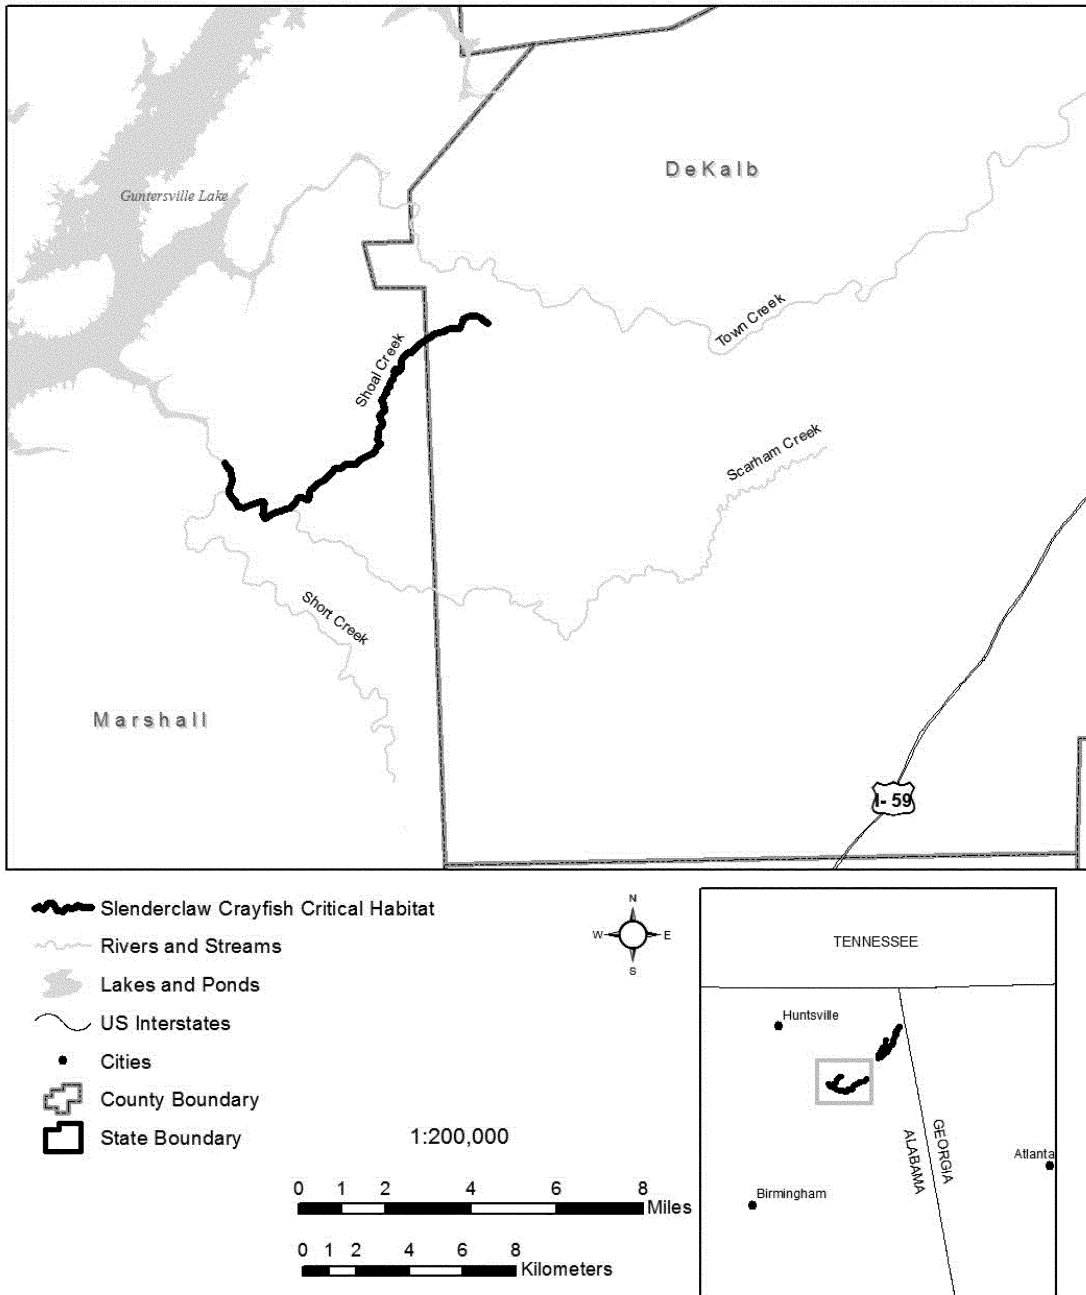 DeKalb
Guntersville Lake
Town Creek
Shoal Creek
Scarham Creek
Short Creek
Marshall
I- 59
Slenderclaw Crayfish Critical Habitat
Rivers and Streams
Lakes and Ponds
US Interstates
Cities
County Boundary
State Boundary
N
W E
S
1:200,000
0 1 2 4 6 8
Miles
0 1 2 4 6 8
Kilometers
TENNESSEE
Huntsville
GEORGIA
ALABAMA
Atlanta
Birmingham